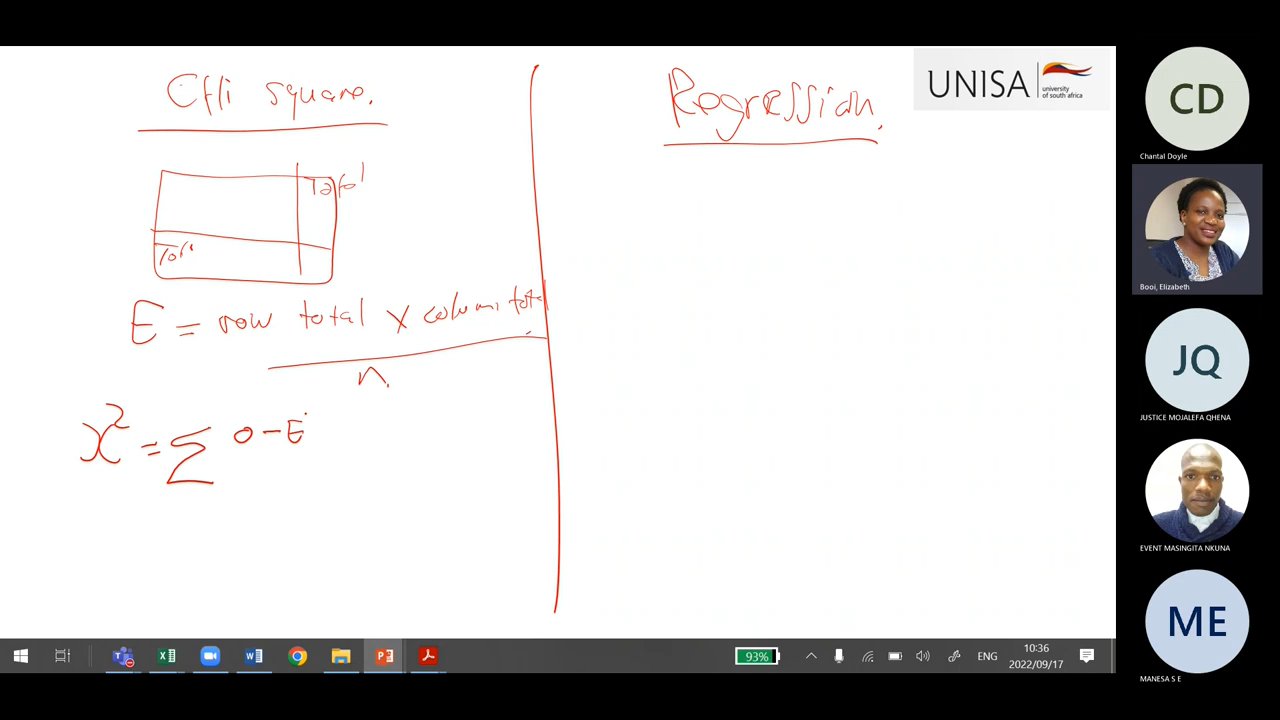 CHi square.
Total
Total
E = row total X column total
n.
X² = Σ O - E
Regression.
UNISA
university
of south africa
CD
Chantal Doyle
Booi, Elizabeth
JQ
JUSTICE MOJALEFA QHENA
EVENT MASINGITA NKUNA
ME
MANESA S E
93%
ENG
10:36
2022/09/17